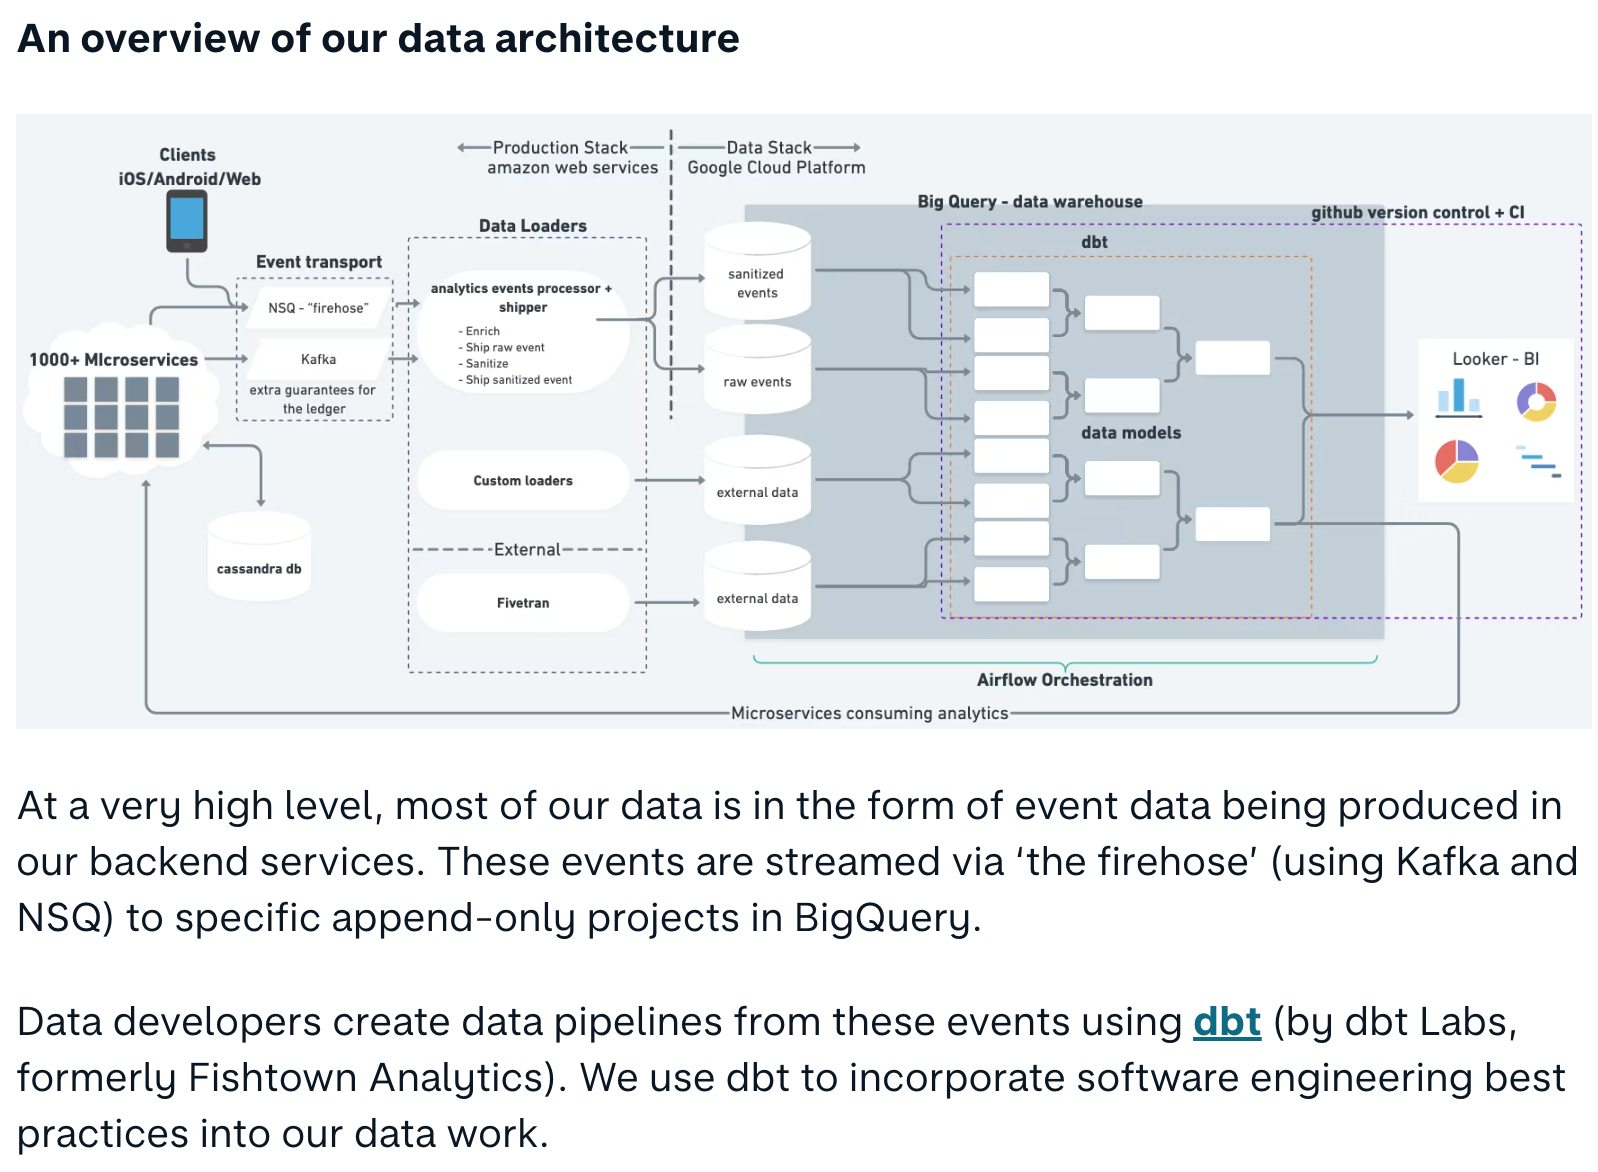 An overview of our data architecture
Clients
iOS/Android/Web
Production Stack
amazon web services
Data Stack
Google Cloud Platform
Big Query - data warehouse
github version control + CI
Data Loaders
dbt
Event transport
NSQ - “firehose”
Kafka
extra guarantees for
the ledger
1000+ MIcroservices
analytics events processor +
shipper
- Enrich
- Ship raw event
- Sanitize
- Ship sanitized event
sanitized
events
raw events
Looker - BI
data models
Custom loaders
external data
External
cassandra db
Fivetran
external data
Airflow Orchestration
Microservices consuming analytics
At a very high level, most of our data is in the form of event data being produced in
our backend services. These events are streamed via ‘the firehose’ (using Kafka and
NSQ) to specific append-only projects in BigQuery.
Data developers create data pipelines from these events using dbt (by dbt Labs,
formerly Fishtown Analytics). We use dbt to incorporate software engineering best
practices into our data work.